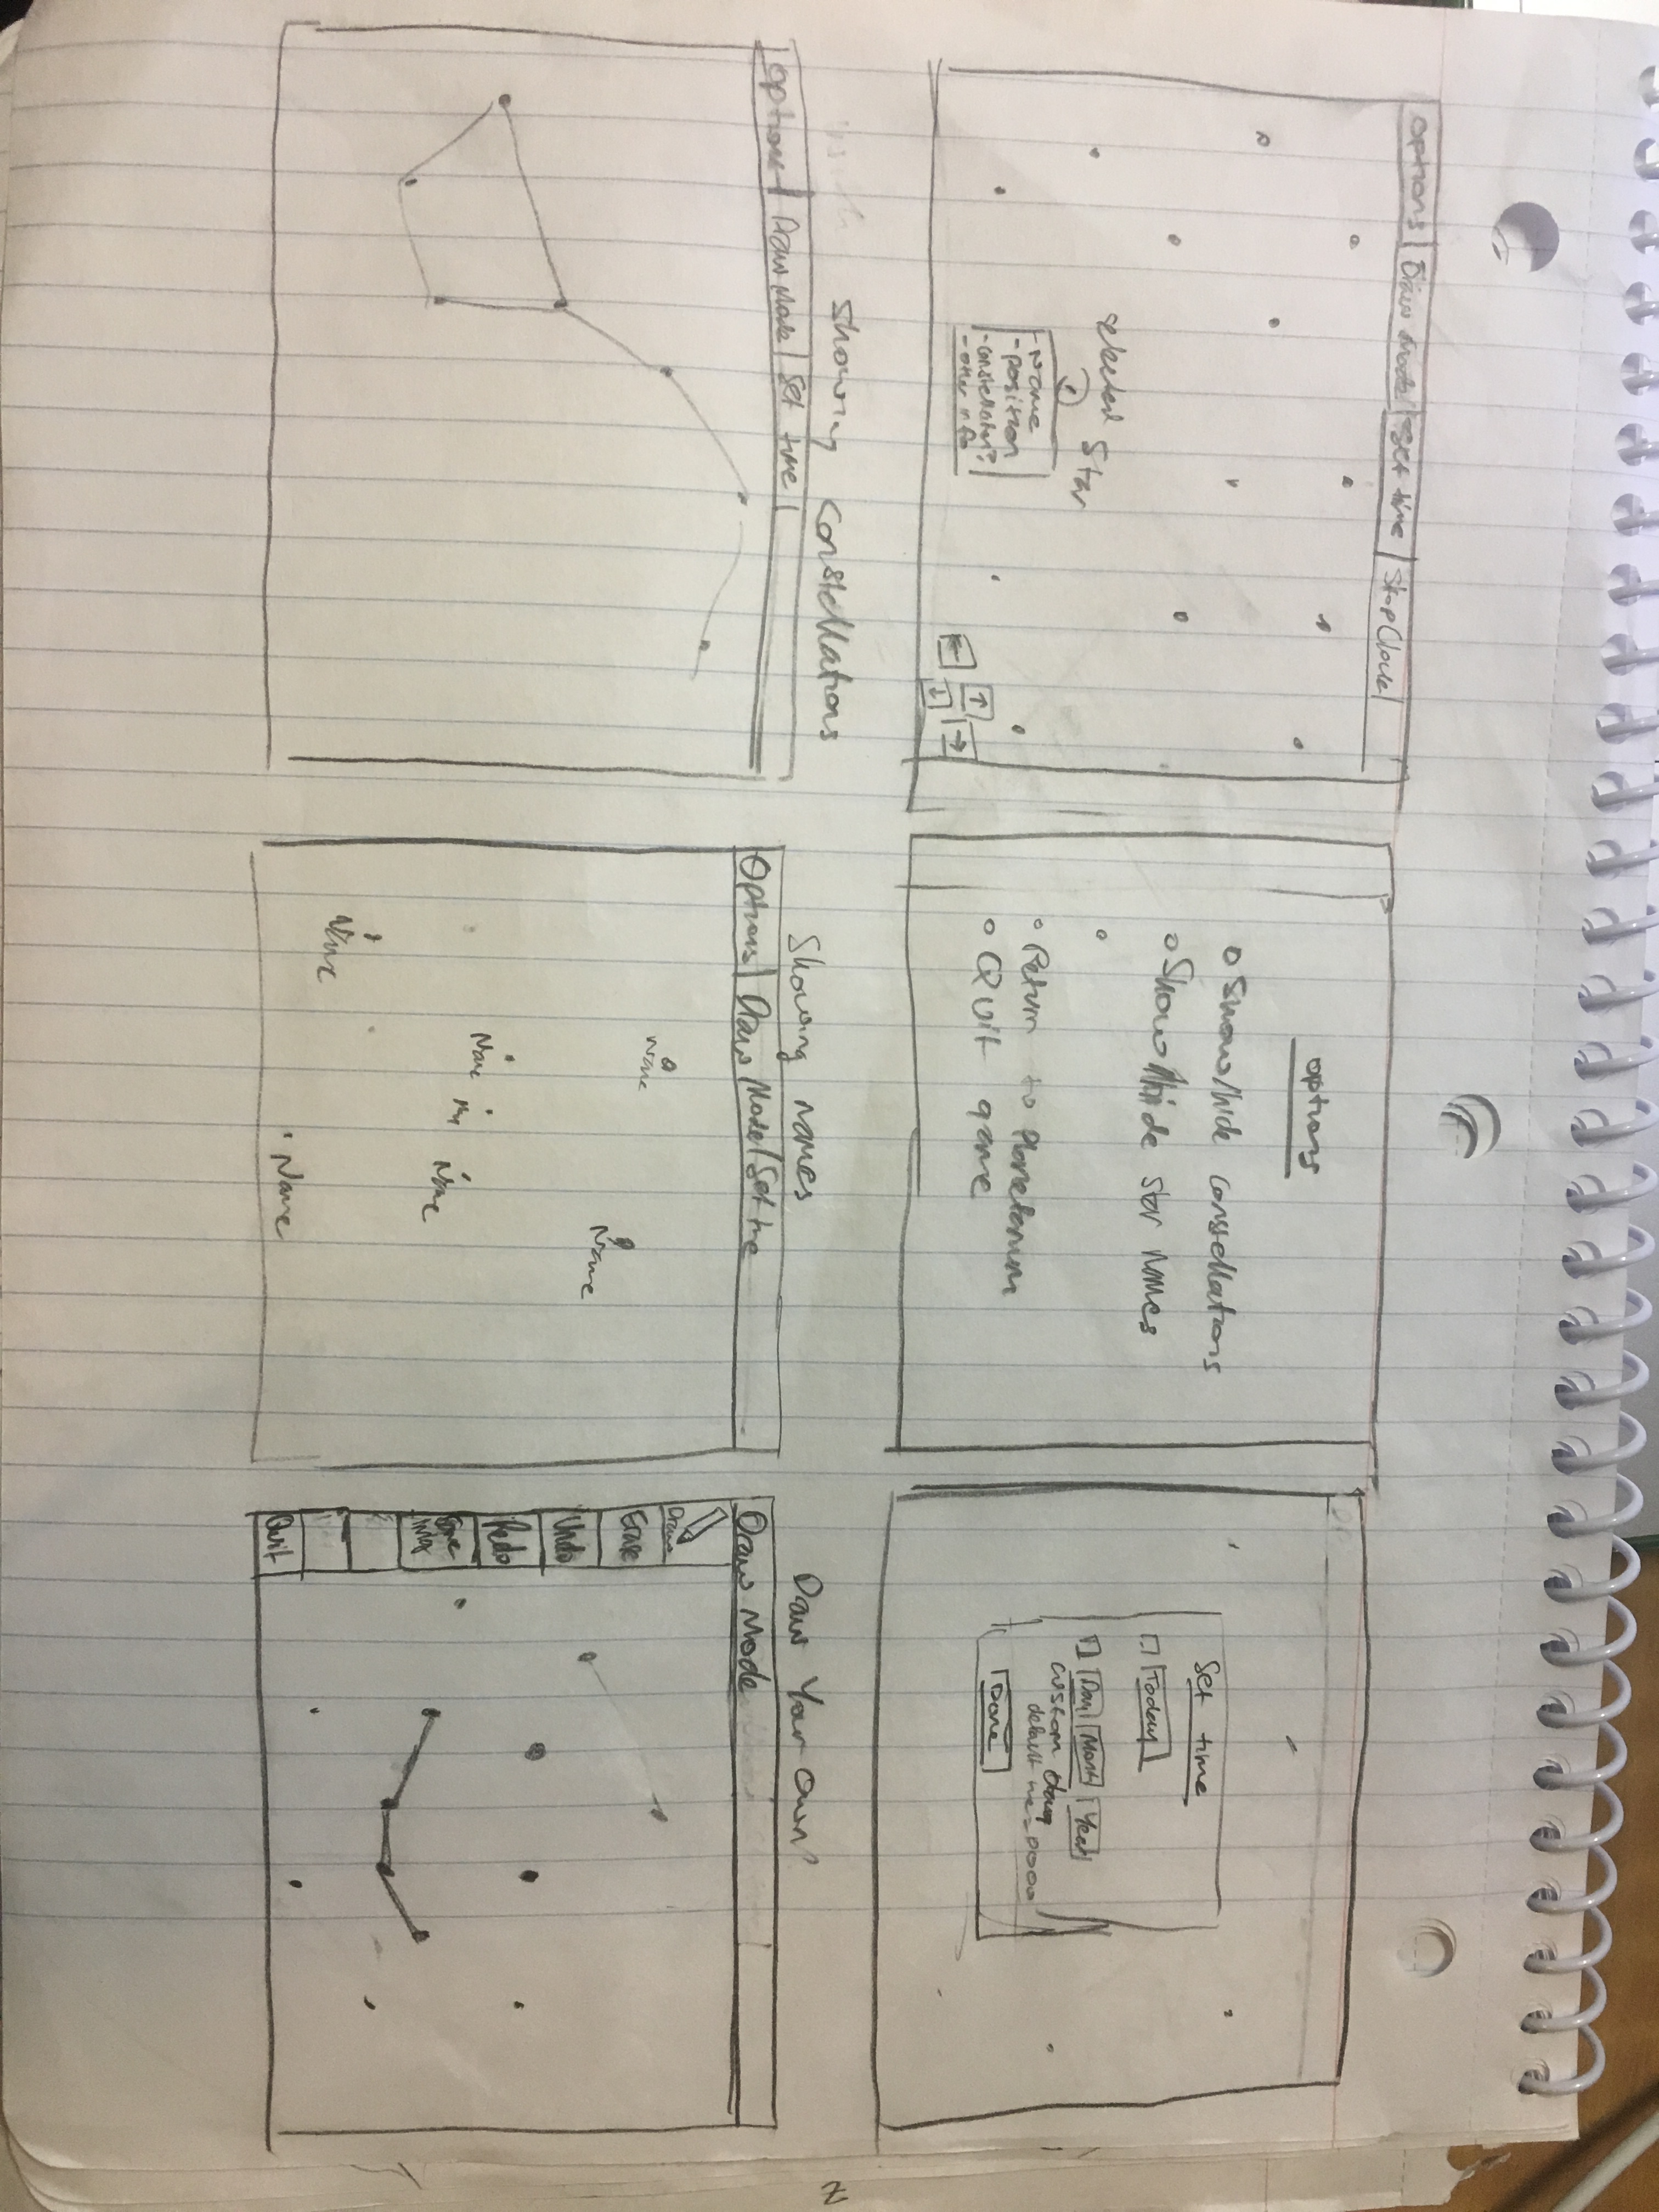 options | Draw mode | set time | Stop Clock
selected star
- Name
- position
- constellation?
- other info
← ↑ ↓ →
options
Show/hide constellations
Show/hide star names
Return to Planetarium
Quit game
Set time
Today
Day Month Year
custom
default time = 0000
Done
Showing Constellations
options | Draw Mode | Set time
Showing names
Options | Draw Mode | Set
Name
Name
Name
Name
Name
Name
Draw Your Own
Draw Mode
Draw
Erase
Undo
Redo
Quit